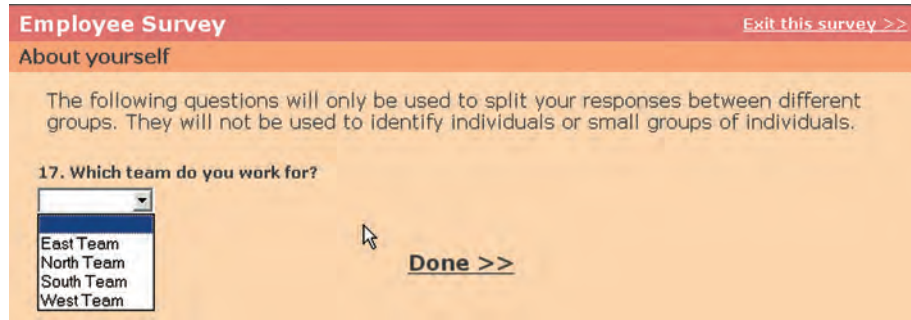 Employee Survey
Exit this survey >>
About yourself
The following questions will only be used to split your responses between different
groups. They will not be used to identify individuals or small groups of individuals.
17. Which team do you work for?
East Team
North Team
South Team
West Team
Done >>